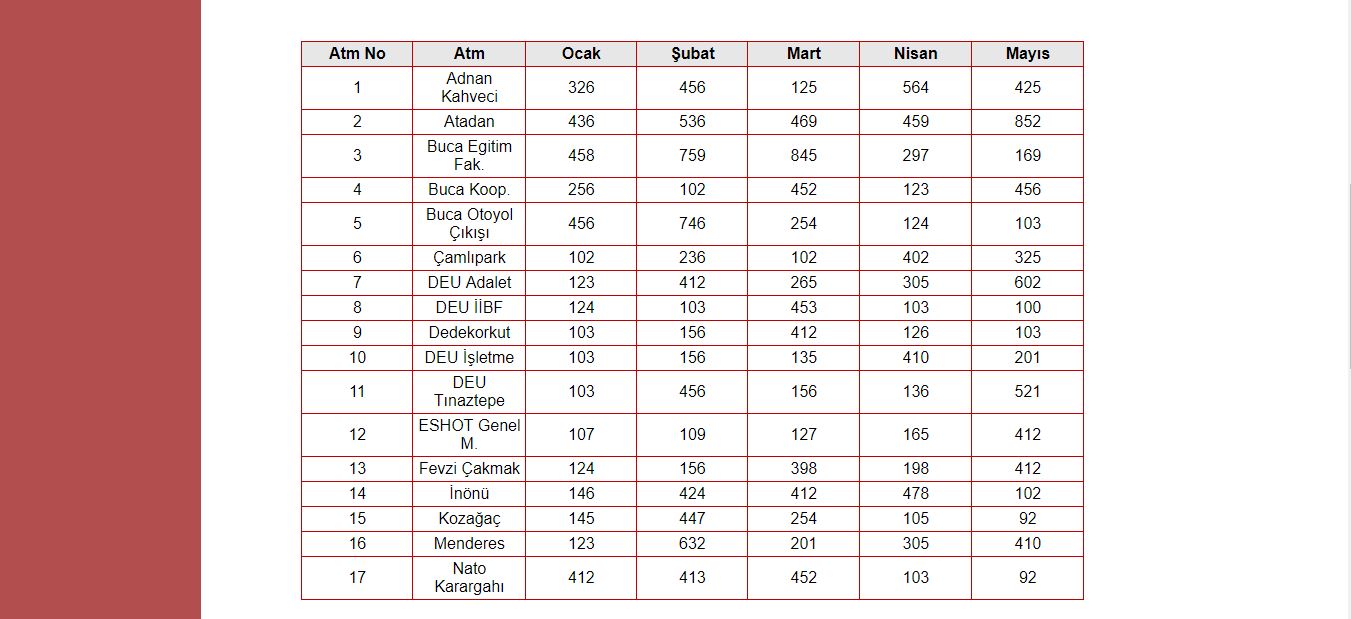 Atm No Atm Ocak Şubat Mart Nisan Mayıs
1 Adnan Kahveci 326 456 125 564 425
2 Atadan 436 536 469 459 852
3 Buca Egitim Fak. 458 759 845 297 169
4 Buca Koop. 256 102 452 123 456
5 Buca Otoyol Çıkışı 456 746 254 124 103
6 Çamlıpark 102 236 102 402 325
7 DEU Adalet 123 412 265 305 602
8 DEU İİBF 124 103 453 103 100
9 Dedekorkut 103 156 412 126 103
10 DEU İşletme 103 156 135 410 201
11 DEU Tınaztepe 103 456 156 136 521
12 ESHOT Genel M. 107 109 127 165 412
13 Fevzi Çakmak 124 156 398 198 412
14 İnönü 146 424 412 478 102
15 Kozağaç 145 447 254 105 92
16 Menderes 123 632 201 305 410
17 Nato Karargahı 412 413 452 103 92